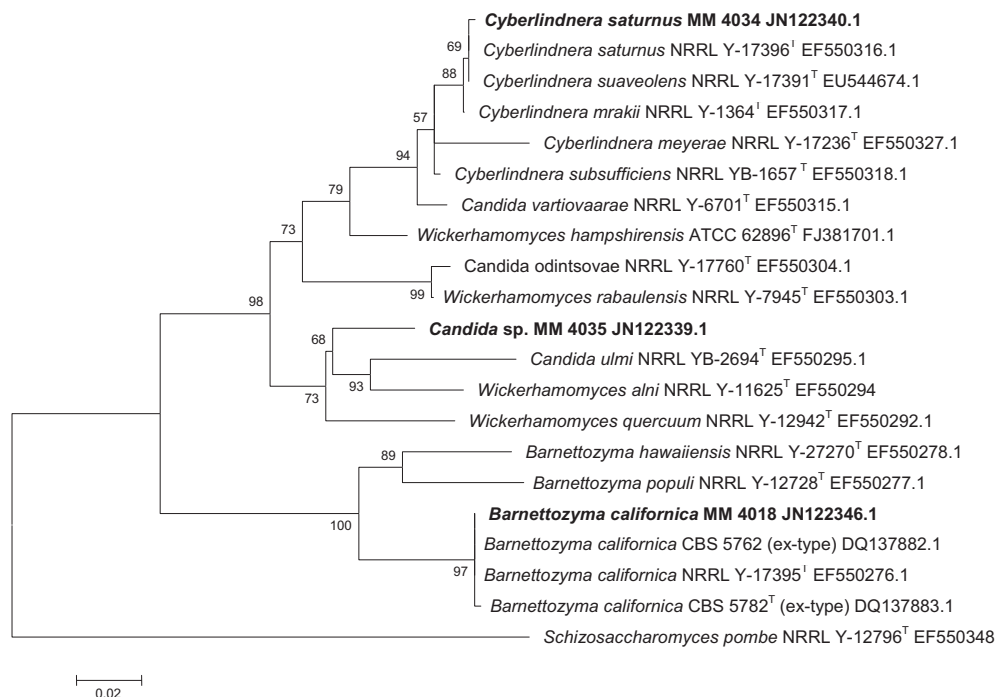 Cyberlindnera saturnus MM 4034 JN122340.1
69
Cyberlindnera saturnus NRRL Y-17396ᵀ EF550316.1
88
Cyberlindnera suaveolens NRRL Y-17391ᵀ EU544674.1
Cyberlindnera mrakii NRRL Y-1364ᵀ EF550317.1
57
Cyberlindnera meyerae NRRL Y-17236ᵀ EF550327.1
94
Cyberlindnera subsufficiens NRRL YB-1657ᵀ EF550318.1
79
Candida vartiovaarae NRRL Y-6701ᵀ EF550315.1
73
Wickerhamomyces hampshirensis ATCC 62896ᵀ FJ381701.1
Candida odintsovae NRRL Y-17760ᵀ EF550304.1
99
Wickerhamomyces rabaulensis NRRL Y-7945ᵀ EF550303.1
98
Candida sp. MM 4035 JN122339.1
68
Candida ulmi NRRL YB-2694ᵀ EF550295.1
93
Wickerhamomyces alni NRRL Y-11625ᵀ EF550294
73
Wickerhamomyces quercuum NRRL Y-12942ᵀ EF550292.1
Barnettozyma hawaiiensis NRRL Y-27270ᵀ EF550278.1
89
Barnettozyma populi NRRL Y-12728ᵀ EF550277.1
100
Barnettozyma californica MM 4018 JN122346.1
Barnettozyma californica CBS 5762 (ex-type) DQ137882.1
97
Barnettozyma californica NRRL Y-17395ᵀ EF550276.1
Barnettozyma californica CBS 5782ᵀ (ex-type) DQ137883.1
Schizosaccharomyces pombe NRRL Y-12796ᵀ EF550348
0.02